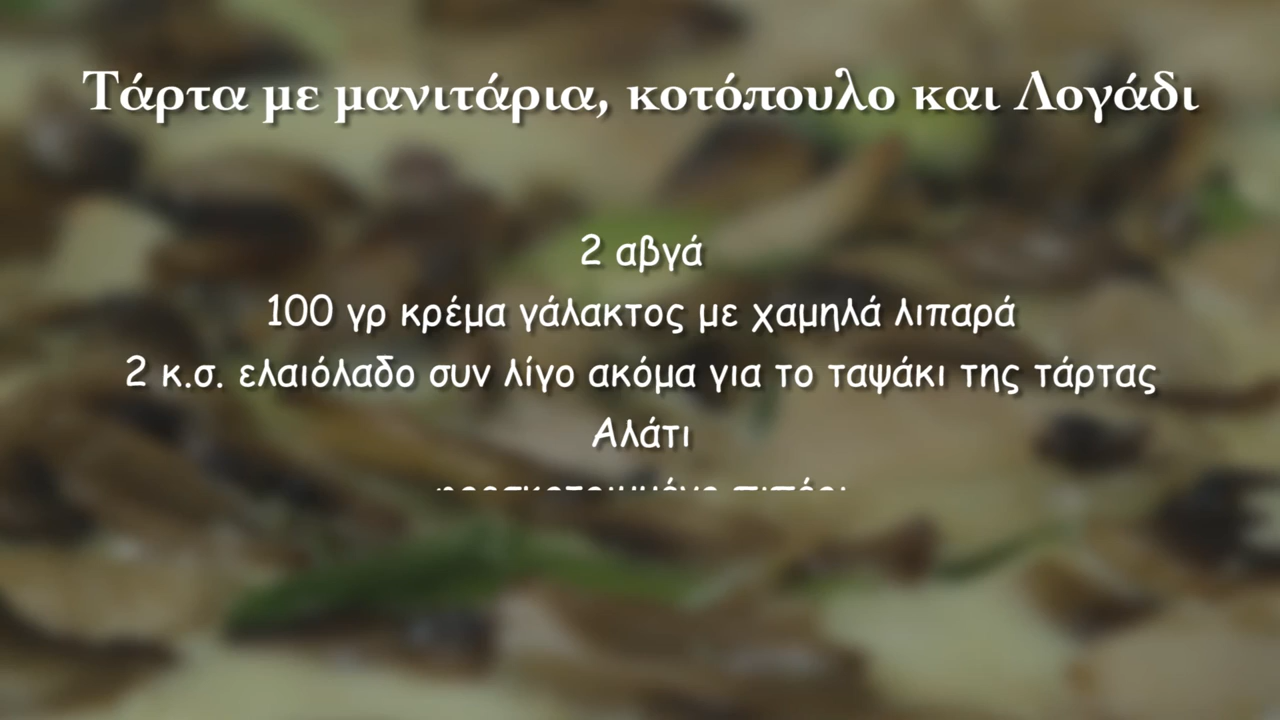 Τάρτα με μανιτάρια, κοτόπουλο και Λογάδι
2 αβγά
100 γρ κρέμα γάλακτος με χαμηλά λιπαρά
2 κ.σ. ελαιόλαδο συν λίγο ακόμα για το ταψάκι της τάρτας
Αλάτι